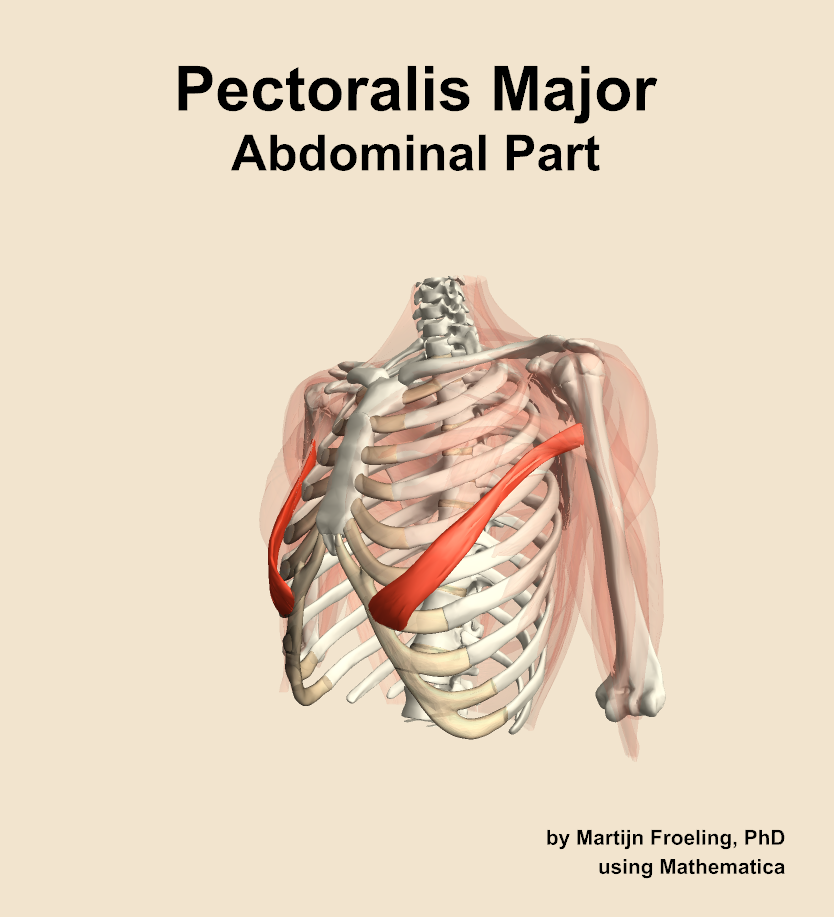 Pectoralis Major
Abdominal Part
by Martijn Froeling, PhD
using Mathematica